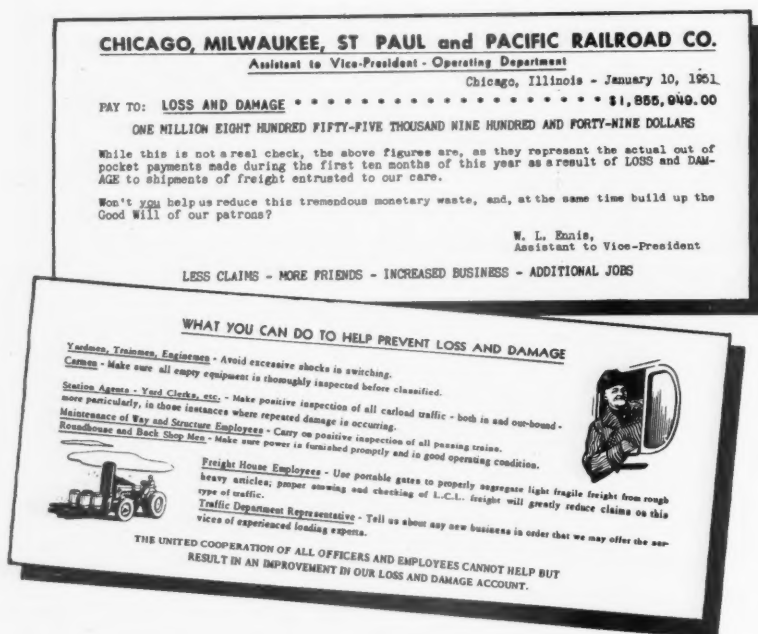 CHICAGO, MILWAUKEE, ST PAUL and PACIFIC RAILROAD CO.
Assistant to Vice-President - Operating Department
Chicago, Illinois - January 10, 1951
PAY TO: LOSS AND DAMAGE * * * * * * * * * * * * * * * * * * * $1,855,949.00
ONE MILLION EIGHT HUNDRED FIFTY-FIVE THOUSAND NINE HUNDRED AND FORTY-NINE DOLLARS
While this is not a real check, the above figures are, as they represent the actual out of
pocket payments made during the first ten months of this year as a result of LOSS and DAM-
AGE to shipments of freight entrusted to our care.
Won't you help us reduce this tremendous monetary waste, and, at the same time build up the
Good Will of our patrons?
W. L. Ennis,
Assistant to Vice-President
LESS CLAIMS - MORE FRIENDS - INCREASED BUSINESS - ADDITIONAL JOBS
WHAT YOU CAN DO TO HELP PREVENT LOSS AND DAMAGE
Yardmen, Trainmen, Enginemen - Avoid excessive shocks in switching.
Carmen - Make sure all empty equipment is thoroughly inspected before classified.
Station Agents - Yard Clerks, etc. - Make positive inspection of all carload traffic - both in and out-bound -
more particularly, in those instances where repeated damage is occurring.
Maintenance of Way and Structure Employees - Carry on positive inspection of all passing trains.
Roundhouse and Back Shop Men - Make sure power is furnished promptly and in good operating condition.
Freight House Employees - Use portable gates to properly segregate light fragile freight from rough
heavy articles; proper stowing and checking of L.C.L. freight will greatly reduce claims on this
type of traffic.
Traffic Department Representative - Tell us about any new business in order that we may offer the ser-
vices of experienced loading experts.
THE UNITED COOPERATION OF ALL OFFICERS AND EMPLOYEES CANNOT HELP BUT
RESULT IN AN IMPROVEMENT IN OUR LOSS AND DAMAGE ACCOUNT.